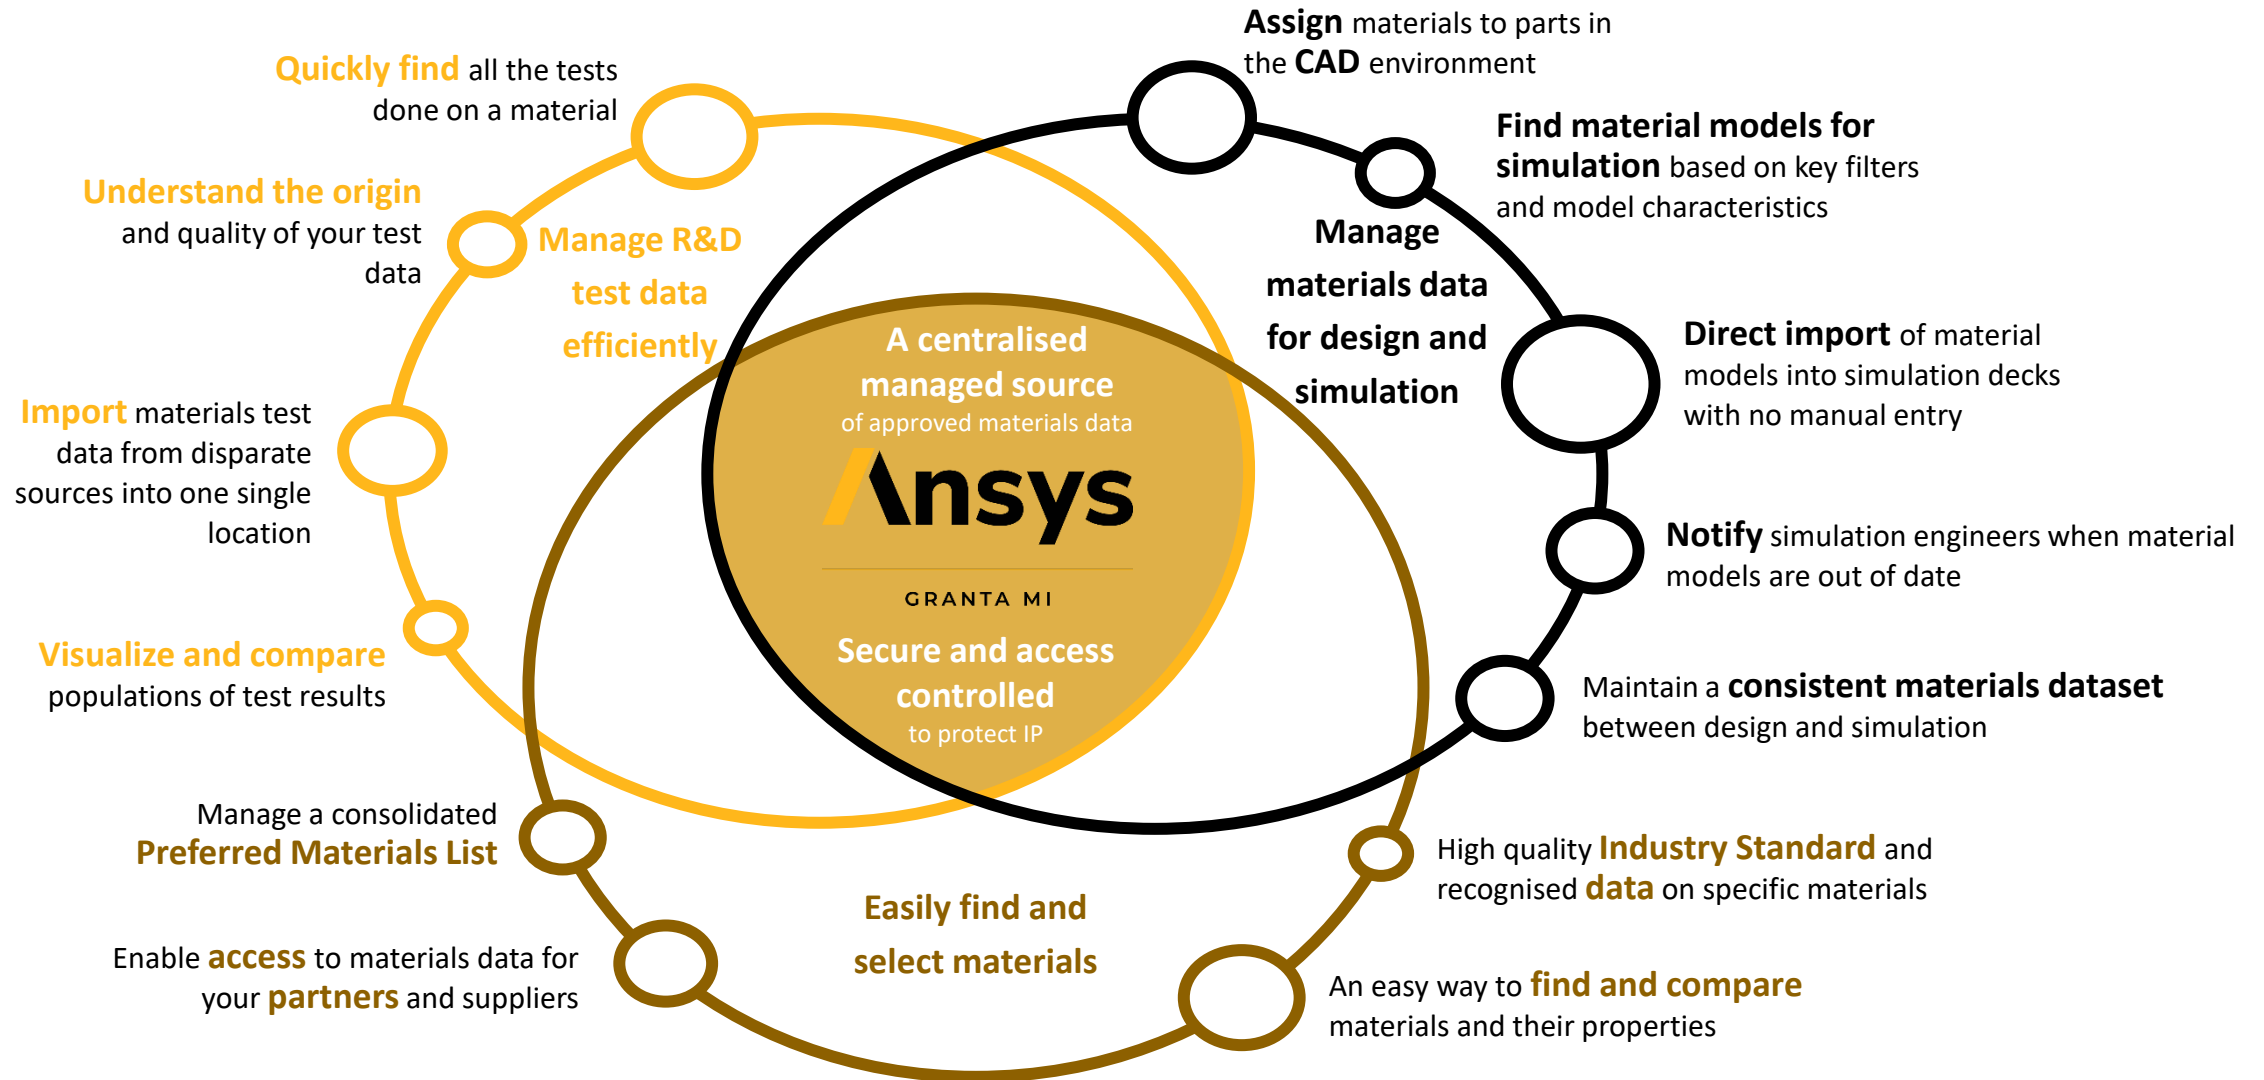 Quickly find all the tests
done on a material
Understand the origin
and quality of your test
data
Import materials test
data from disparate
sources into one single
location
Visualize and compare
populations of test results
Manage R&D
test data
efficiently
Assign materials to parts in
the CAD environment
Find material models for
simulation based on key filters
and model characteristics
Manage
materials data
for design and
simulation
Direct import of material
models into simulation decks
with no manual entry
Notify simulation engineers when material
models are out of date
Maintain a consistent materials dataset
between design and simulation
A centralised
managed source
of approved materials data
Ansys
GRANTA MI
Secure and access
controlled
to protect IP
Manage a consolidated
Preferred Materials List
Enable access to materials data for
your partners and suppliers
Easily find and
select materials
High quality Industry Standard and
recognised data on specific materials
An easy way to find and compare
materials and their properties